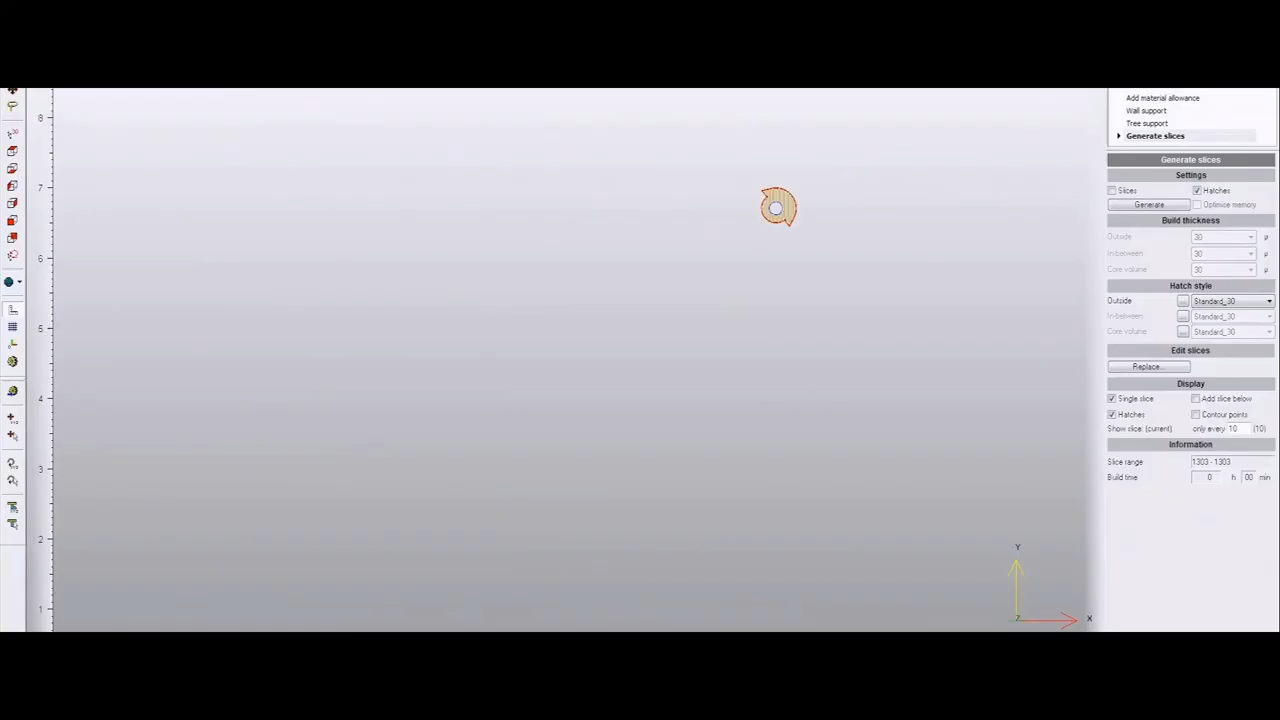 Add material allowance
Wall support
Tree support
Generate slices
Generate slices
Settings
Slices Hatches
Generate Optimise memory
Build thickness
Outside 30 µ
In-between 30 µ
Core volume 30 µ
Hatch style
Outside ... Standard_30
In-between ... Standard_30
Core volume ... Standard_30
Edit slices
Replace...
Display
Single slice Add slice below
Hatches Contour points
Show slice: (current) only every 10 (10)
Information
Slice range 1303 - 1303
Build time 0 h 00 min
8
7
6
5
4
3
2
1
Y
Z X